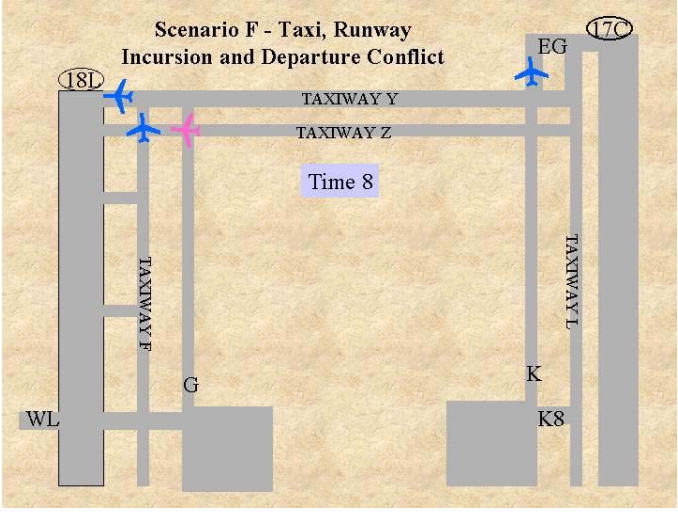 Scenario F - Taxi, Runway
Incursion and Departure Conflict
17C
EG
18L
TAXIWAY Y
TAXIWAY Z
Time 8
TAXIWAY F
TAXIWAY L
G
K
WL
K8